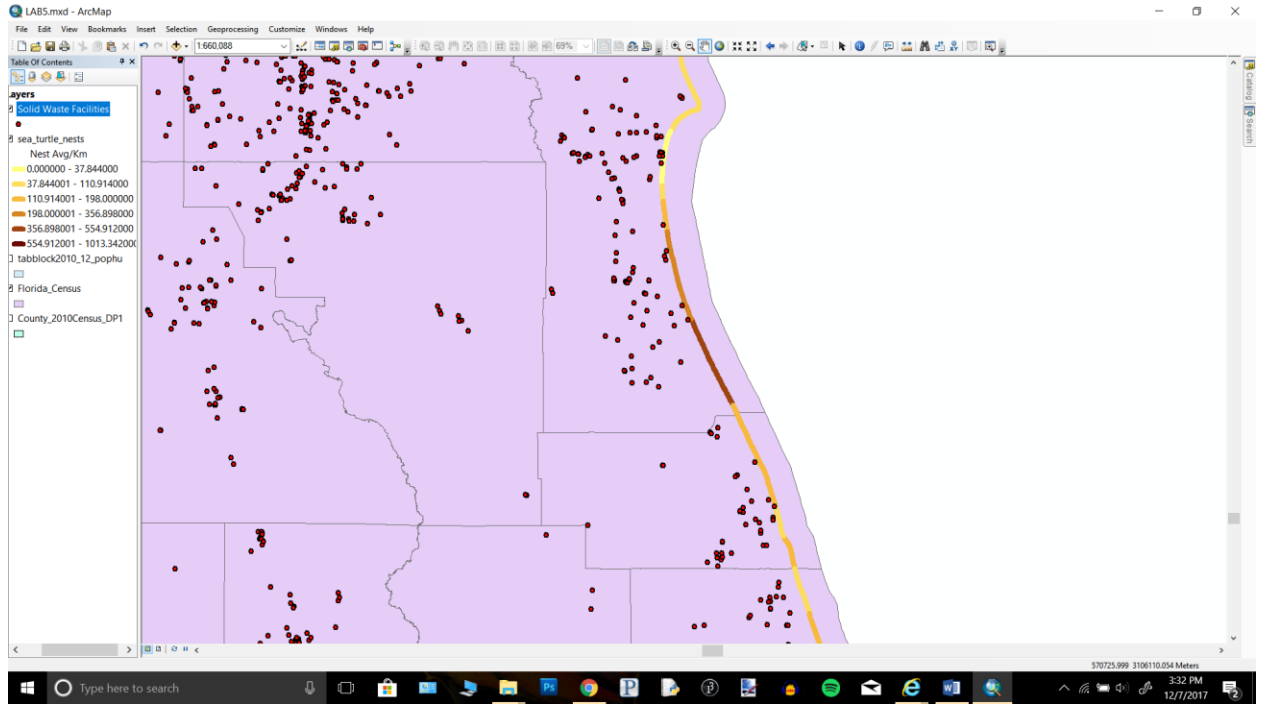 LAB5.mxd - ArcMap
File Edit View Bookmarks Insert Selection Geoprocessing Customize Windows Help
1:660,088
69%
Table Of Contents
ayers
Solid Waste Facilities
sea_turtle_nests
Nest Avg/Km
0.000000 - 37.844000
37.844001 - 110.914000
110.914001 - 198.000000
198.000001 - 356.898000
356.898001 - 554.912000
554.912001 - 1013.342000
tabblock2010_12_pophu
Florida_Census
County_2010Census_DP1
Catalog
Search
570725.999 3106110.054 Meters
Type here to search
Ps
W
3:32 PM
12/7/2017
2